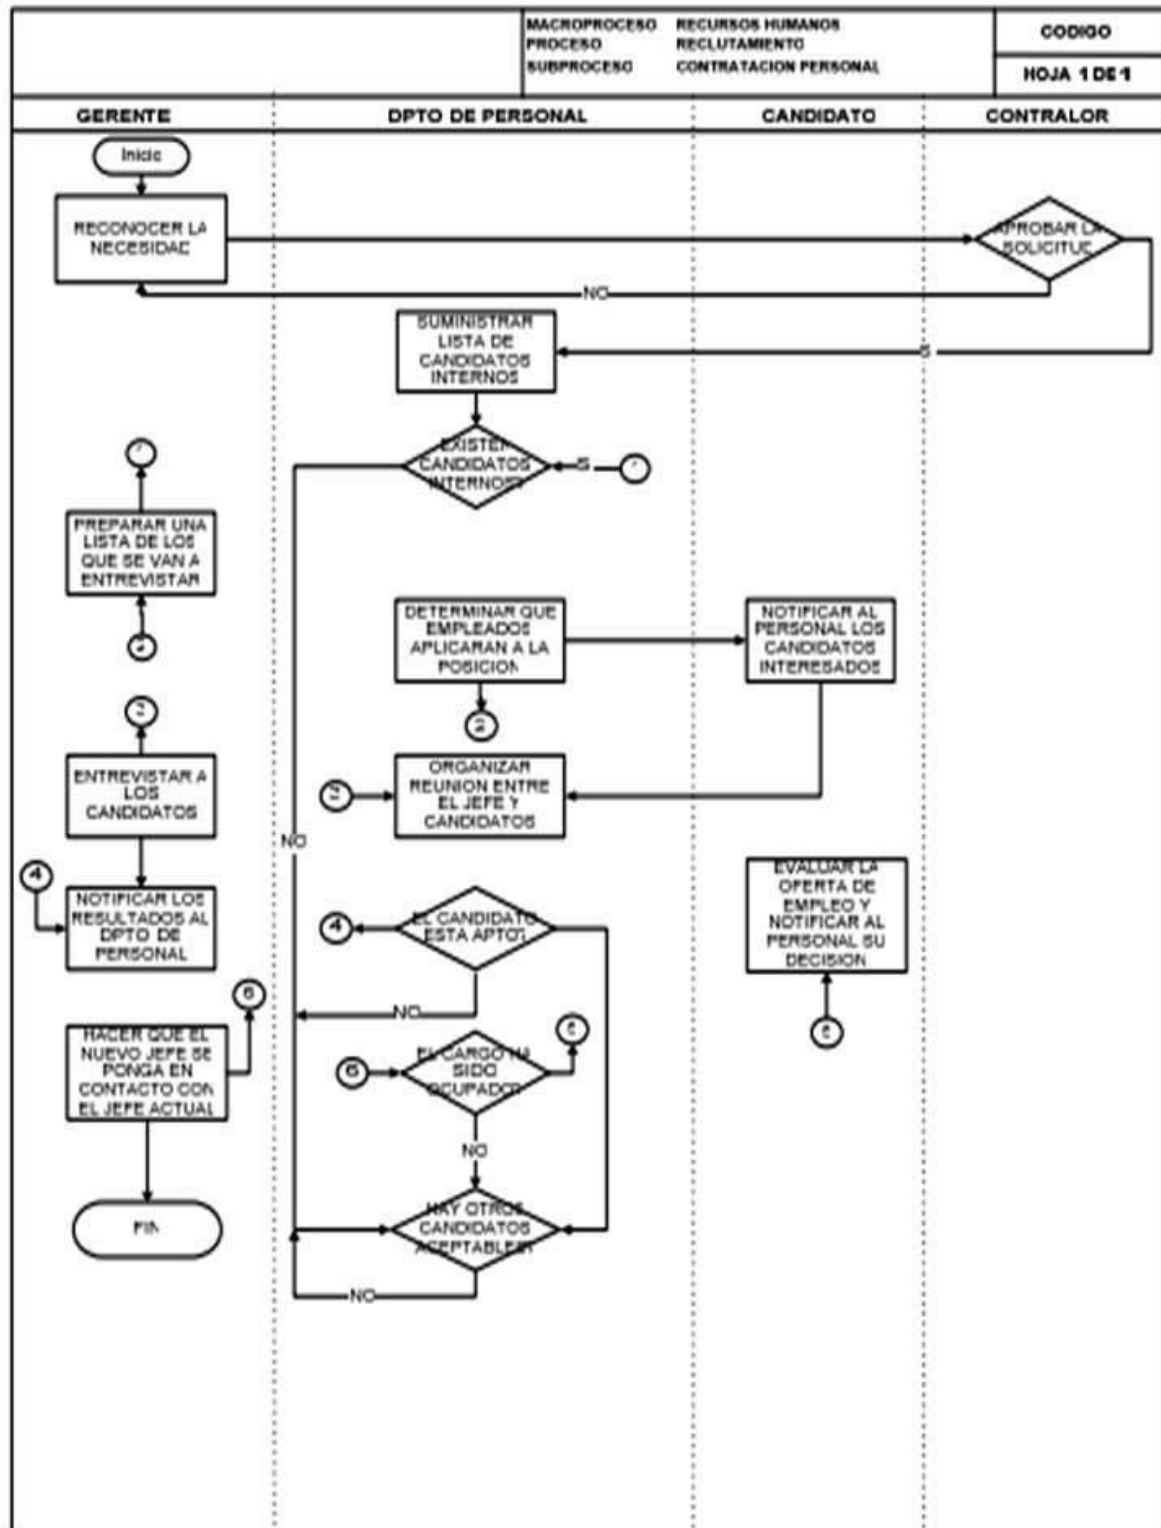 MACROPROCESO RECURSOS HUMANOS
PROCESO RECLUTAMIENTO
SUBPROCESO CONTRATACION PERSONAL
CODIGO
HOJA 1 DE 1
GERENTE
DPTO DE PERSONAL
CANDIDATO
CONTRALOR
Inicio
RECONOCER LA
NECESIDAD
APROBAR LA
SOLICITUD
NO
SUMINISTRAR
LISTA DE
CANDIDATOS
INTERNOS
S
EXISTEN
CANDIDATOS
INTERNOS?
S
PREPARAR UNA
LISTA DE LOS
QUE SE VAN A
ENTREVISTAR
DETERMINAR QUE
EMPLEADOS
APLICARAN A LA
POSICION
NOTIFICAR AL
PERSONAL LOS
CANDIDATOS
INTERESADOS
2
ENTREVISTAR A
LOS
CANDIDATOS
ORGANIZAR
REUNION ENTRE
EL JEFE Y
CANDIDATOS
NO
4
NOTIFICAR LOS
RESULTADOS AL
DPTO DE
PERSONAL
4
EL CANDIDATO
ESTA APTO?
EVALUAR LA
OFERTA DE
EMPLEO Y
NOTIFICAR AL
PERSONAL SU
DECISION
NO
6
HACER QUE EL
NUEVO JEFE SE
PONGA EN
CONTACTO CON
EL JEFE ACTUAL
6
EL CARGO HA
SIDO
OCUPADO?
NO
FIN
HAY OTROS
CANDIDATOS
ACEPTABLES?
NO